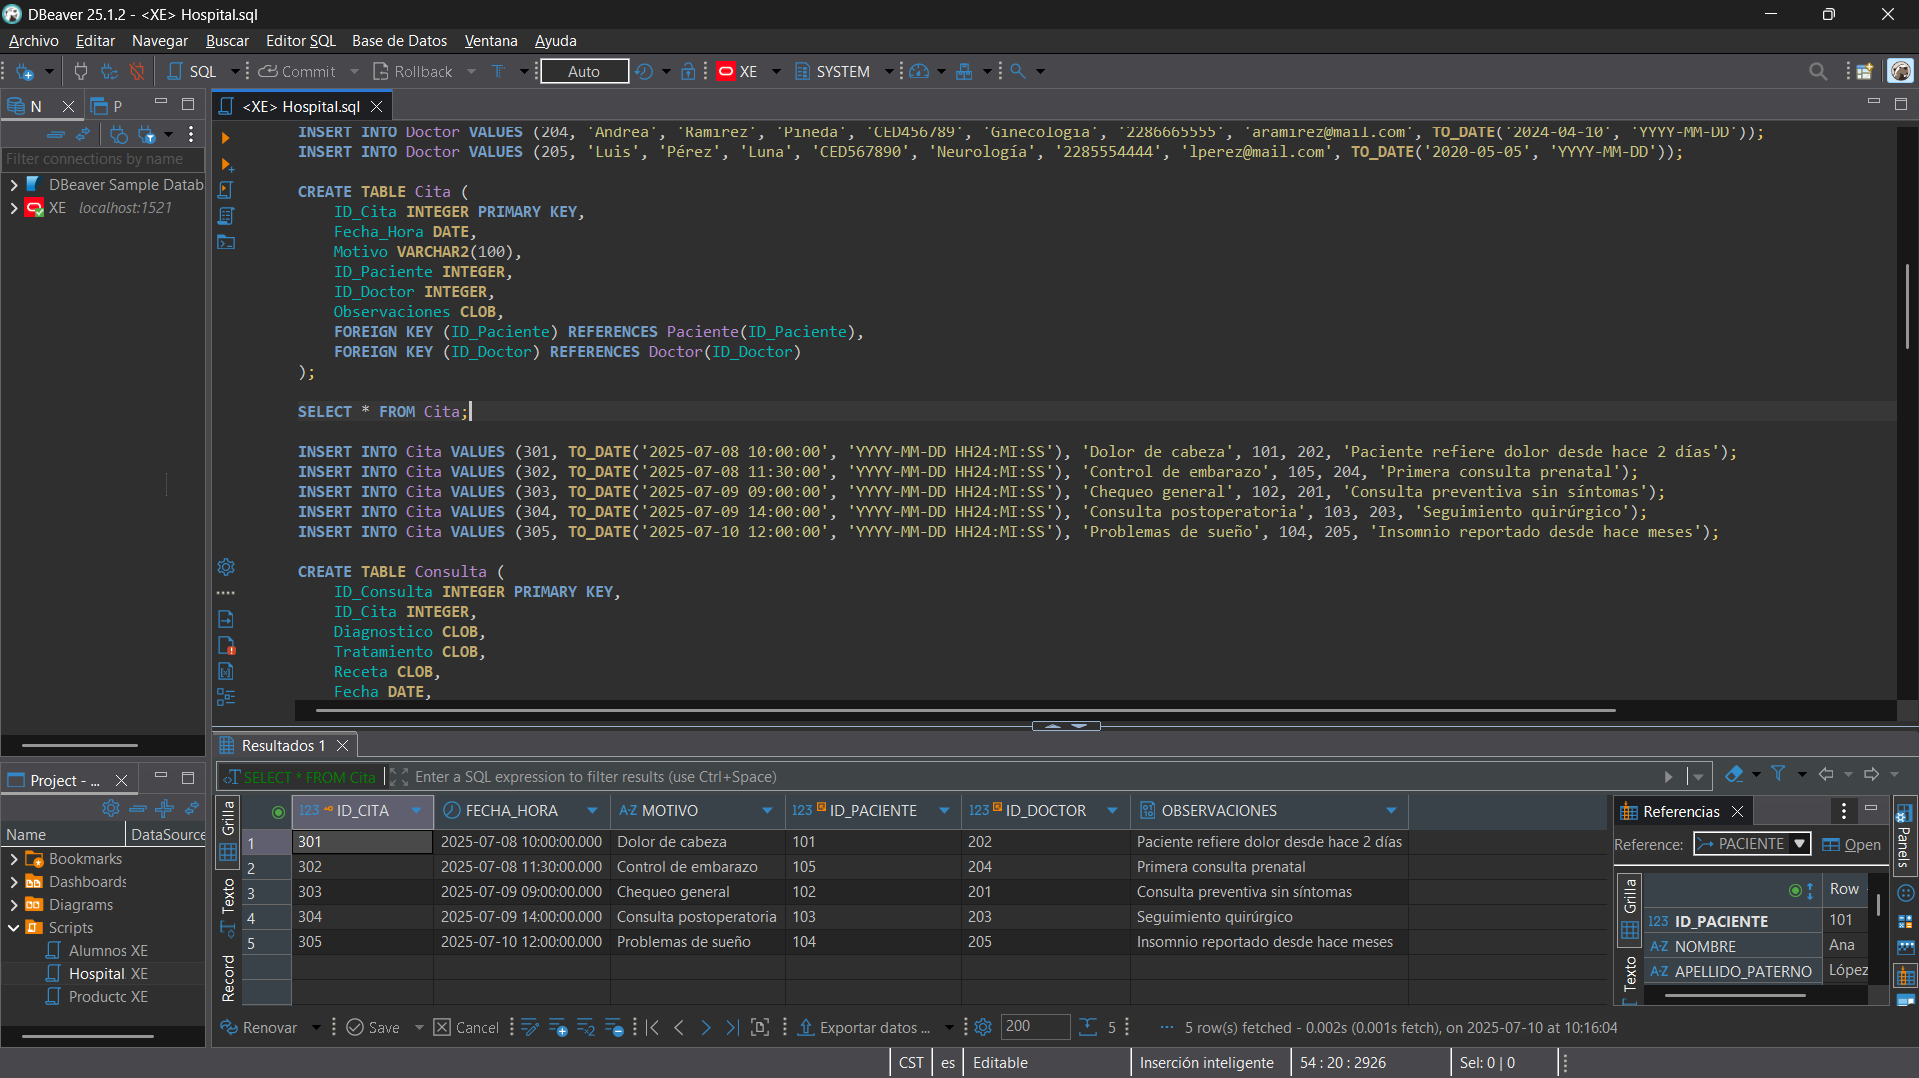 DBeaver 25.1.2 - <XE> Hospital.sql
Archivo Editar Navegar Buscar Editor SQL Base de Datos Ventana Ayuda
SQL Commit Rollback Auto XE SYSTEM
N P
<XE> Hospital.sql
Filter connections by name
DBeaver Sample Datab
XE localhost:1521
INSERT INTO Doctor VALUES (204, 'Andrea', 'Ramírez', 'Pineda', 'CED456789', 'Ginecología', '2286665555', 'aramirez@mail.com', TO_DATE('2024-04-10', 'YYYY-MM-DD'));
INSERT INTO Doctor VALUES (205, 'Luis', 'Pérez', 'Luna', 'CED567890', 'Neurología', '2285554444', 'lperez@mail.com', TO_DATE('2020-05-05', 'YYYY-MM-DD'));
CREATE TABLE Cita (
ID_Cita INTEGER PRIMARY KEY,
Fecha_Hora DATE,
Motivo VARCHAR2(100),
ID_Paciente INTEGER,
ID_Doctor INTEGER,
Observaciones CLOB,
FOREIGN KEY (ID_Paciente) REFERENCES Paciente(ID_Paciente),
FOREIGN KEY (ID_Doctor) REFERENCES Doctor(ID_Doctor)
);
SELECT * FROM Cita;
INSERT INTO Cita VALUES (301, TO_DATE('2025-07-08 10:00:00', 'YYYY-MM-DD HH24:MI:SS'), 'Dolor de cabeza', 101, 202, 'Paciente refiere dolor desde hace 2 días');
INSERT INTO Cita VALUES (302, TO_DATE('2025-07-08 11:30:00', 'YYYY-MM-DD HH24:MI:SS'), 'Control de embarazo', 105, 204, 'Primera consulta prenatal');
INSERT INTO Cita VALUES (303, TO_DATE('2025-07-09 09:00:00', 'YYYY-MM-DD HH24:MI:SS'), 'Chequeo general', 102, 201, 'Consulta preventiva sin síntomas');
INSERT INTO Cita VALUES (304, TO_DATE('2025-07-09 14:00:00', 'YYYY-MM-DD HH24:MI:SS'), 'Consulta postoperatoria', 103, 203, 'Seguimiento quirúrgico');
INSERT INTO Cita VALUES (305, TO_DATE('2025-07-10 12:00:00', 'YYYY-MM-DD HH24:MI:SS'), 'Problemas de sueño', 104, 205, 'Insomnio reportado desde hace meses');
CREATE TABLE Consulta (
ID_Consulta INTEGER PRIMARY KEY,
ID_Cita INTEGER,
Diagnostico CLOB,
Tratamiento CLOB,
Receta CLOB,
Fecha DATE,
Project - ...
Name DataSource
Bookmarks
Dashboards
Diagrams
Scripts
Alumnos XE
Hospital XE
Producto XE
Resultados 1
SELECT * FROM Cita Enter a SQL expression to filter results (use Ctrl+Space)
Grilla
Texto
Record
123 ID_CITA FECHA_HORA A-Z MOTIVO 123 ID_PACIENTE 123 ID_DOCTOR OBSERVACIONES
1 301 2025-07-08 10:00:00.000 Dolor de cabeza 101 202 Paciente refiere dolor desde hace 2 días
2 302 2025-07-08 11:30:00.000 Control de embarazo 105 204 Primera consulta prenatal
3 303 2025-07-09 09:00:00.000 Chequeo general 102 201 Consulta preventiva sin síntomas
4 304 2025-07-09 14:00:00.000 Consulta postoperatoria 103 203 Seguimiento quirúrgico
5 305 2025-07-10 12:00:00.000 Problemas de sueño 104 205 Insomnio reportado desde hace meses
Referencias
Reference: PACIENTE Open
Grilla
Texto
Row
123 ID_PACIENTE 101
A-Z NOMBRE Ana
A-Z APELLIDO_PATERNO López
Panels
Renovar Save Cancel Exportar datos ... 200 5 ... 5 row(s) fetched - 0.002s (0.001s fetch), on 2025-07-10 at 10:16:04
CST es Editable Inserción inteligente 54 : 20 : 2926 Sel: 0 | 0